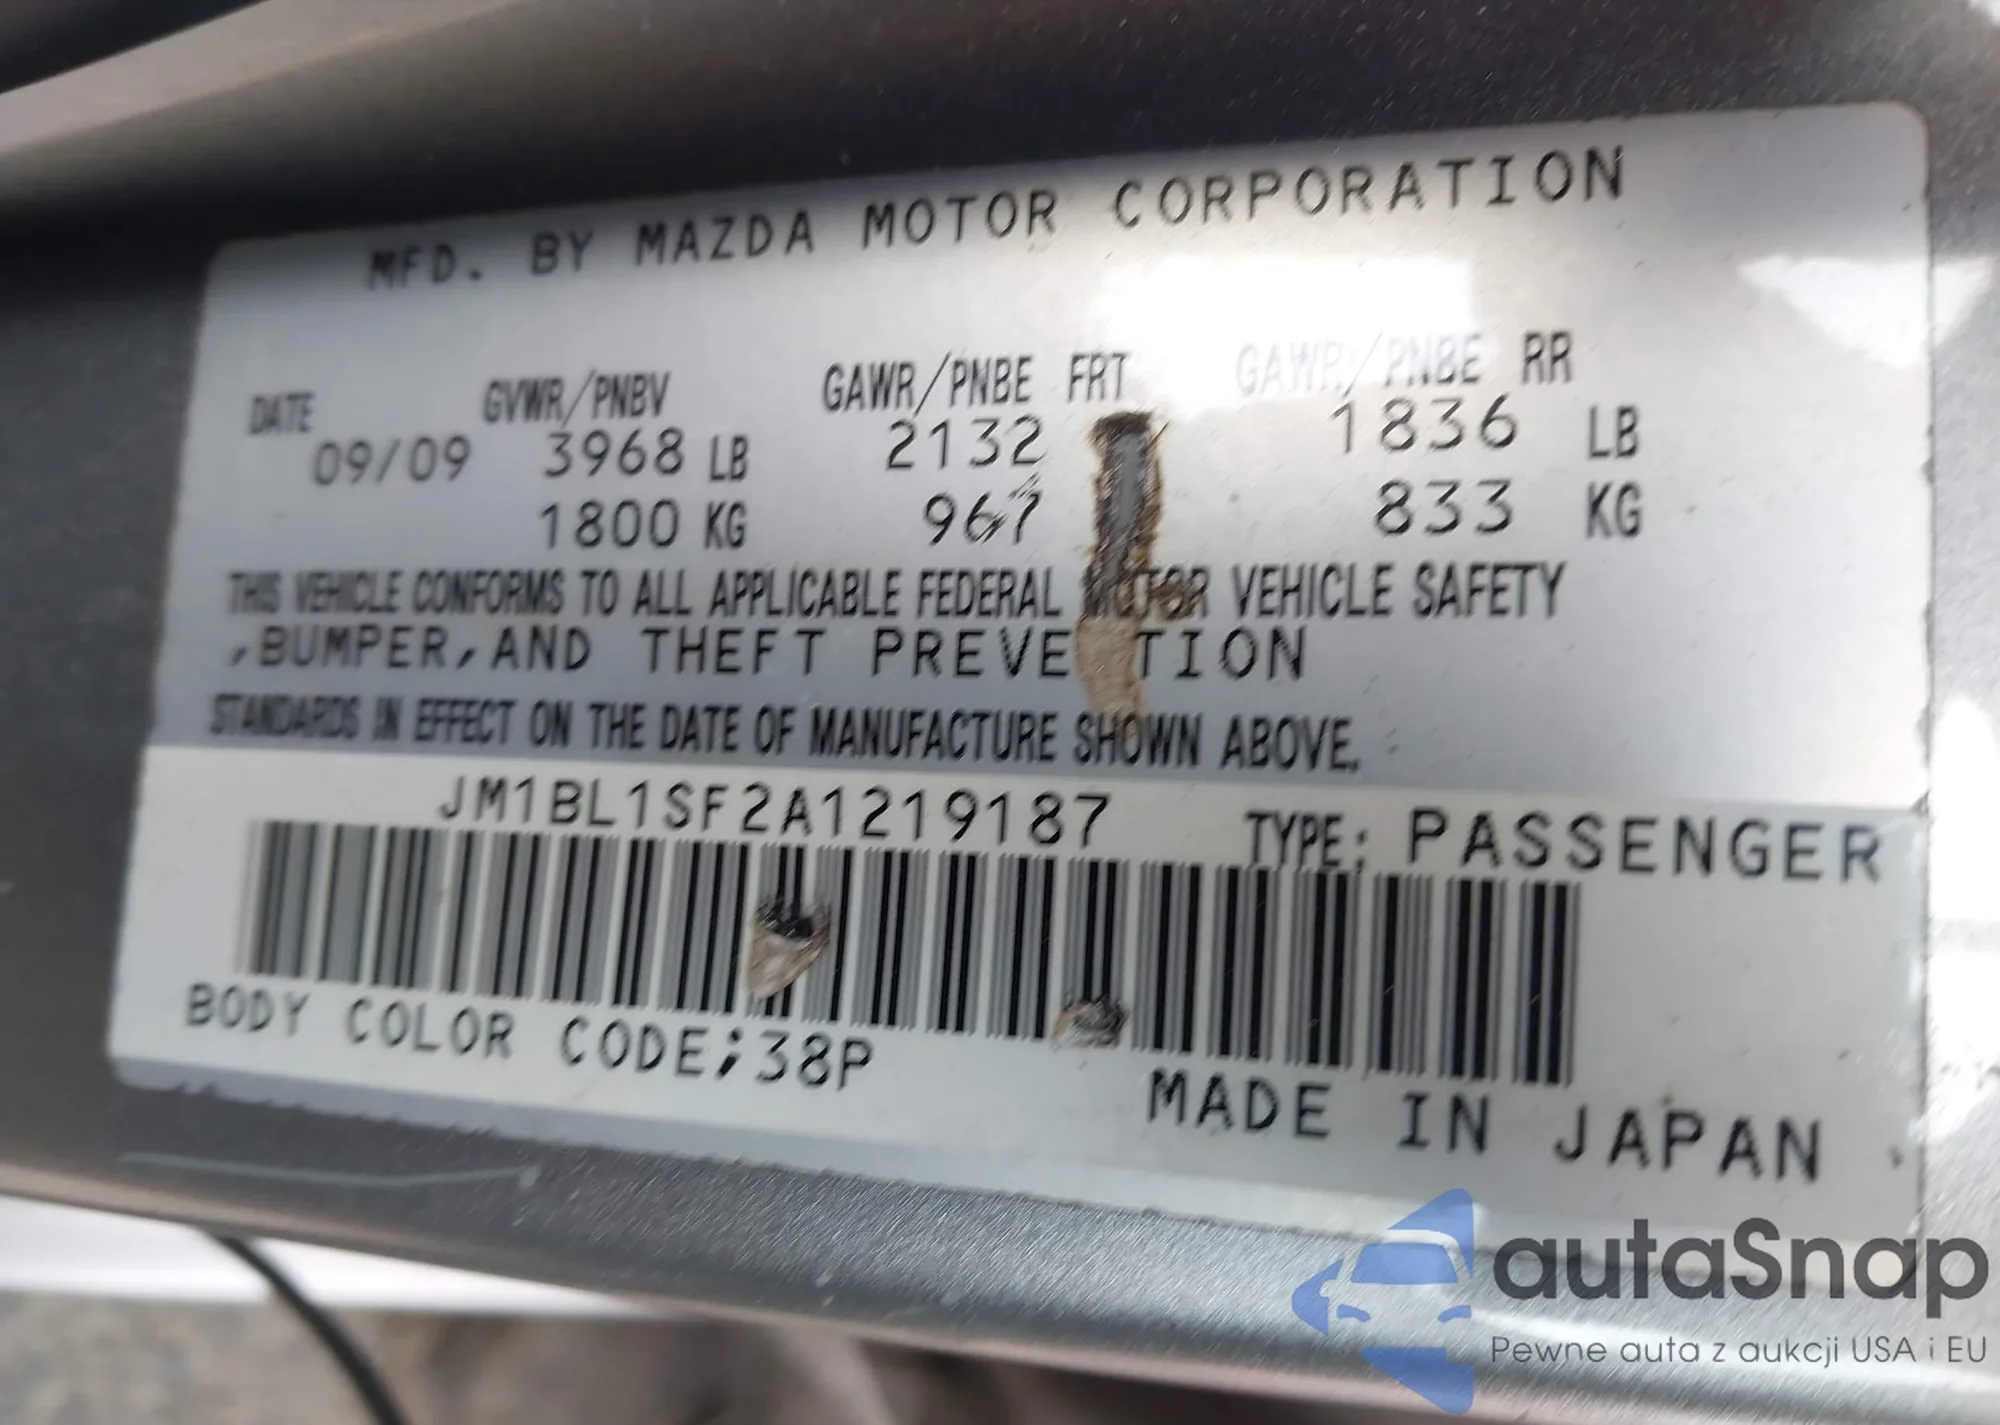 MFD. BY MAZDA MOTOR CORPORATION
DATE GVWR/PNBV GAWR/PNBE FRT GAWR/PNBE RR
09/09 3968 LB 2132 1836 LB
1800 KG 967 833 KG
THIS VEHICLE CONFORMS TO ALL APPLICABLE FEDERAL MOTOR VEHICLE SAFETY
,BUMPER,AND THEFT PREVE TION
STANDARDS IN EFFECT ON THE DATE OF MANUFACTURE SHOWN ABOVE.
JM1BL1SF2A1219187 TYPE: PASSENGER
BODY COLOR CODE;38P
MADE IN JAPAN
autaSnap
Pewne auta z aukcji USA i EU